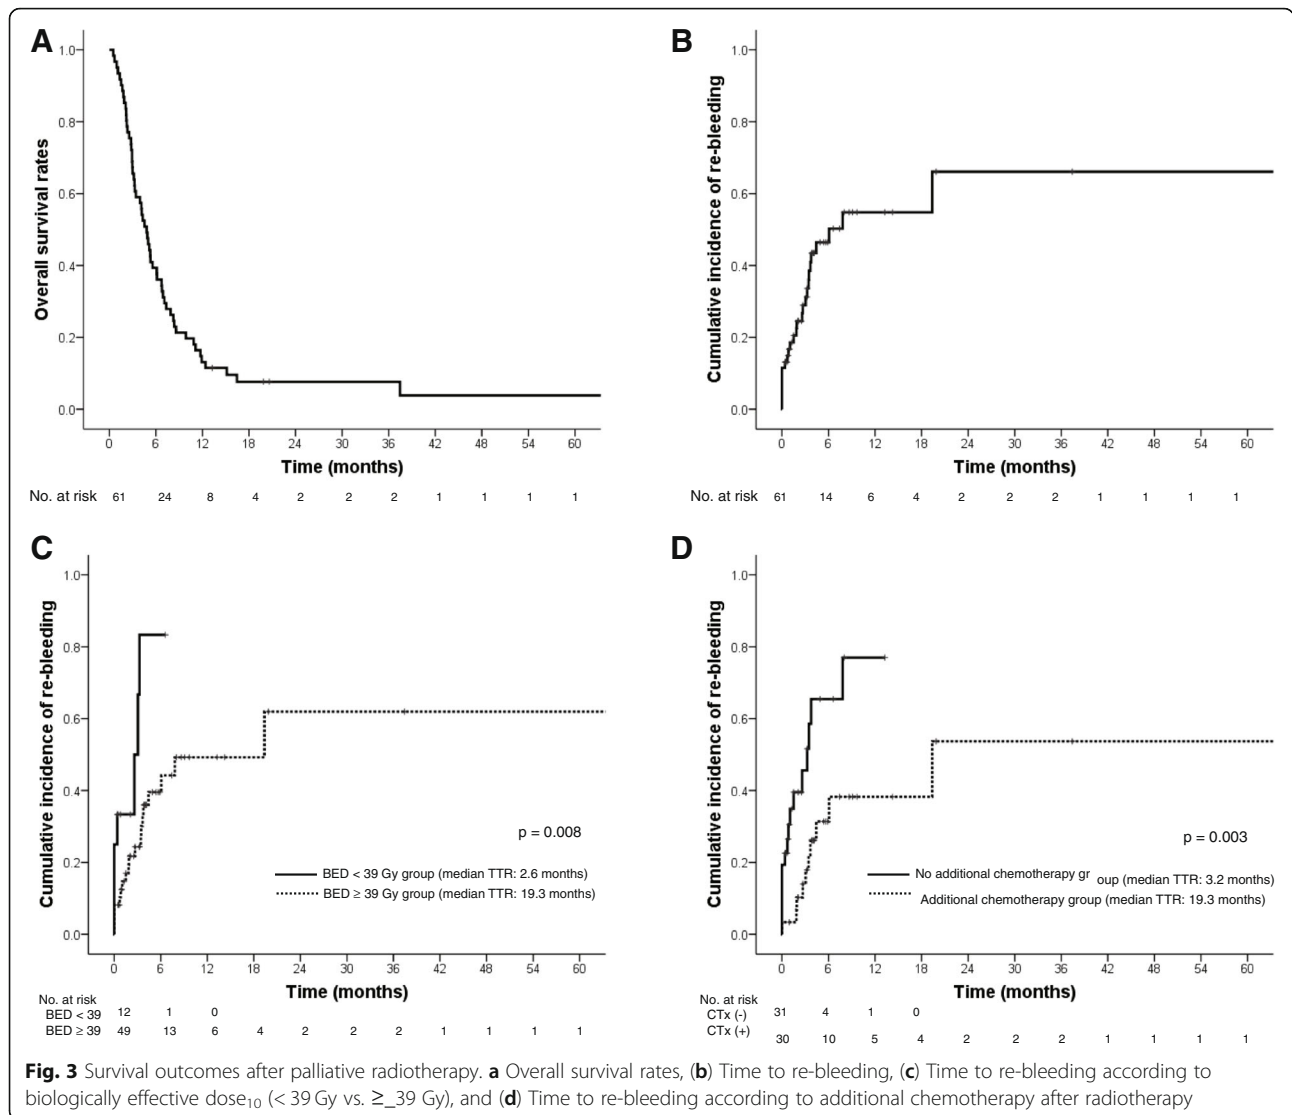 A
Overall survival rates
1.0
0.8
0.6
0.4
0.2
0.0
0 6 12 18 24 30 36 42 48 54 60
Time (months)
No. at risk 61 24 8 4 2 2 2 1 1 1 1
B
Cumulative incidence of re-bleeding
1.0
0.8
0.6
0.4
0.2
0.0
0 6 12 18 24 30 36 42 48 54 60
Time (months)
No. at risk 61 14 6 4 2 2 2 1 1 1 1
C
Cumulative incidence of re-bleeding
1.0
0.8
0.6
0.4
0.2
0.0
p = 0.008
BED < 39 Gy group (median TTR: 2.6 months)
BED ≥ 39 Gy group (median TTR: 19.3 months)
0 6 12 18 24 30 36 42 48 54 60
Time (months)
No. at risk
BED < 39 12 1 0
BED ≥ 39 49 13 6 4 2 2 2 1 1 1 1
D
Cumulative incidence of re-bleeding
1.0
0.8
0.6
0.4
0.2
0.0
p = 0.003
No additional chemotherapy gr oup (median TTR: 3.2 months)
Additional chemotherapy group (median TTR: 19.3 months)
0 6 12 18 24 30 36 42 48 54 60
Time (months)
No. at risk
CTx (-) 31 4 1 0
CTx (+) 30 10 5 4 2 2 2 1 1 1 1
Fig. 3 Survival outcomes after palliative radiotherapy. a Overall survival rates, (b) Time to re-bleeding, (c) Time to re-bleeding according to
biologically effective dose₁₀ (< 39 Gy vs. ≥_39 Gy), and (d) Time to re-bleeding according to additional chemotherapy after radiotherapy